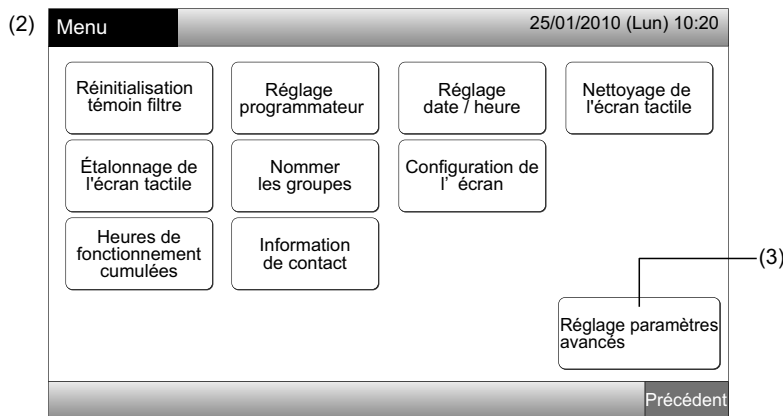 (2)
Menu
25/01/2010 (Lun) 10:20
Réinitialisation
témoin filtre
Réglage
programmateur
Réglage
date / heure
Nettoyage de
l'écran tactile
Étalonnage de
l'écran tactile
Nommer
les groupes
Configuration de
l’ écran
Heures de
fonctionnement
cumulées
Information
de contact
(3)
Réglage paramètres
avancés
Précédent